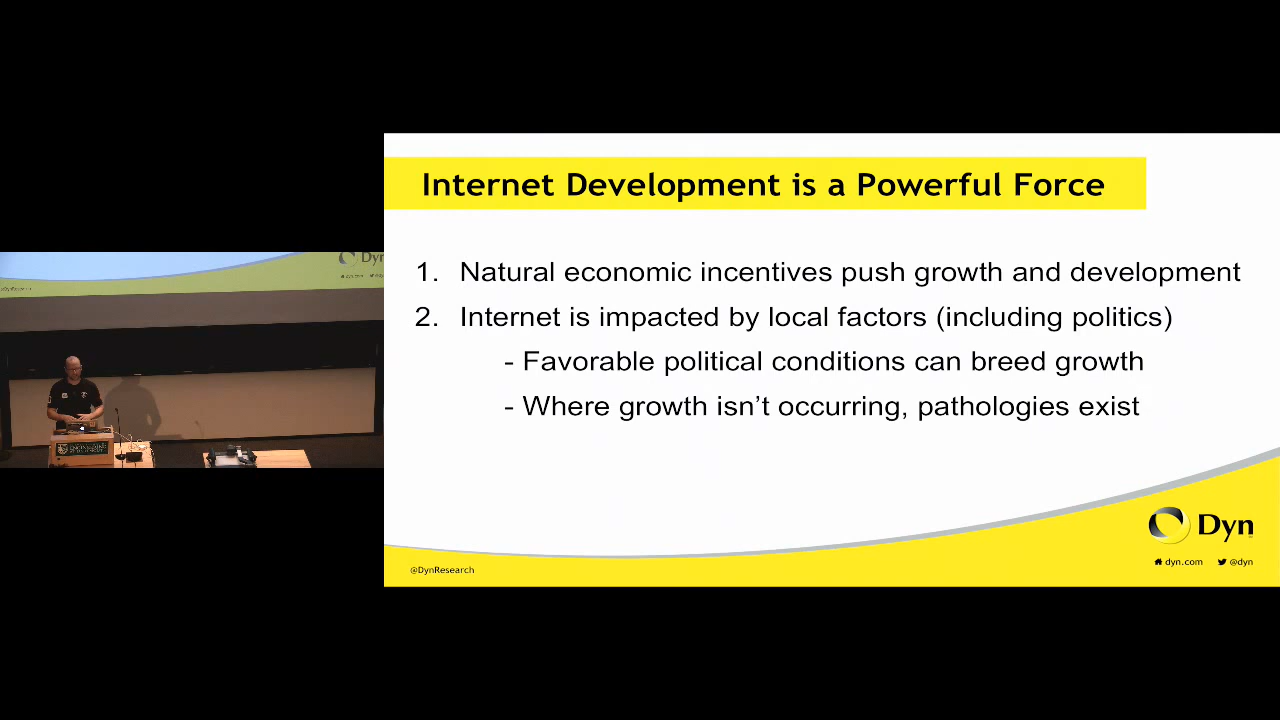 Internet Development is a Powerful Force
1. Natural economic incentives push growth and development
2. Internet is impacted by local factors (including politics)
- Favorable political conditions can breed growth
- Where growth isn't occurring, pathologies exist
@DynResearch
Dyn
dyn.com @dyn